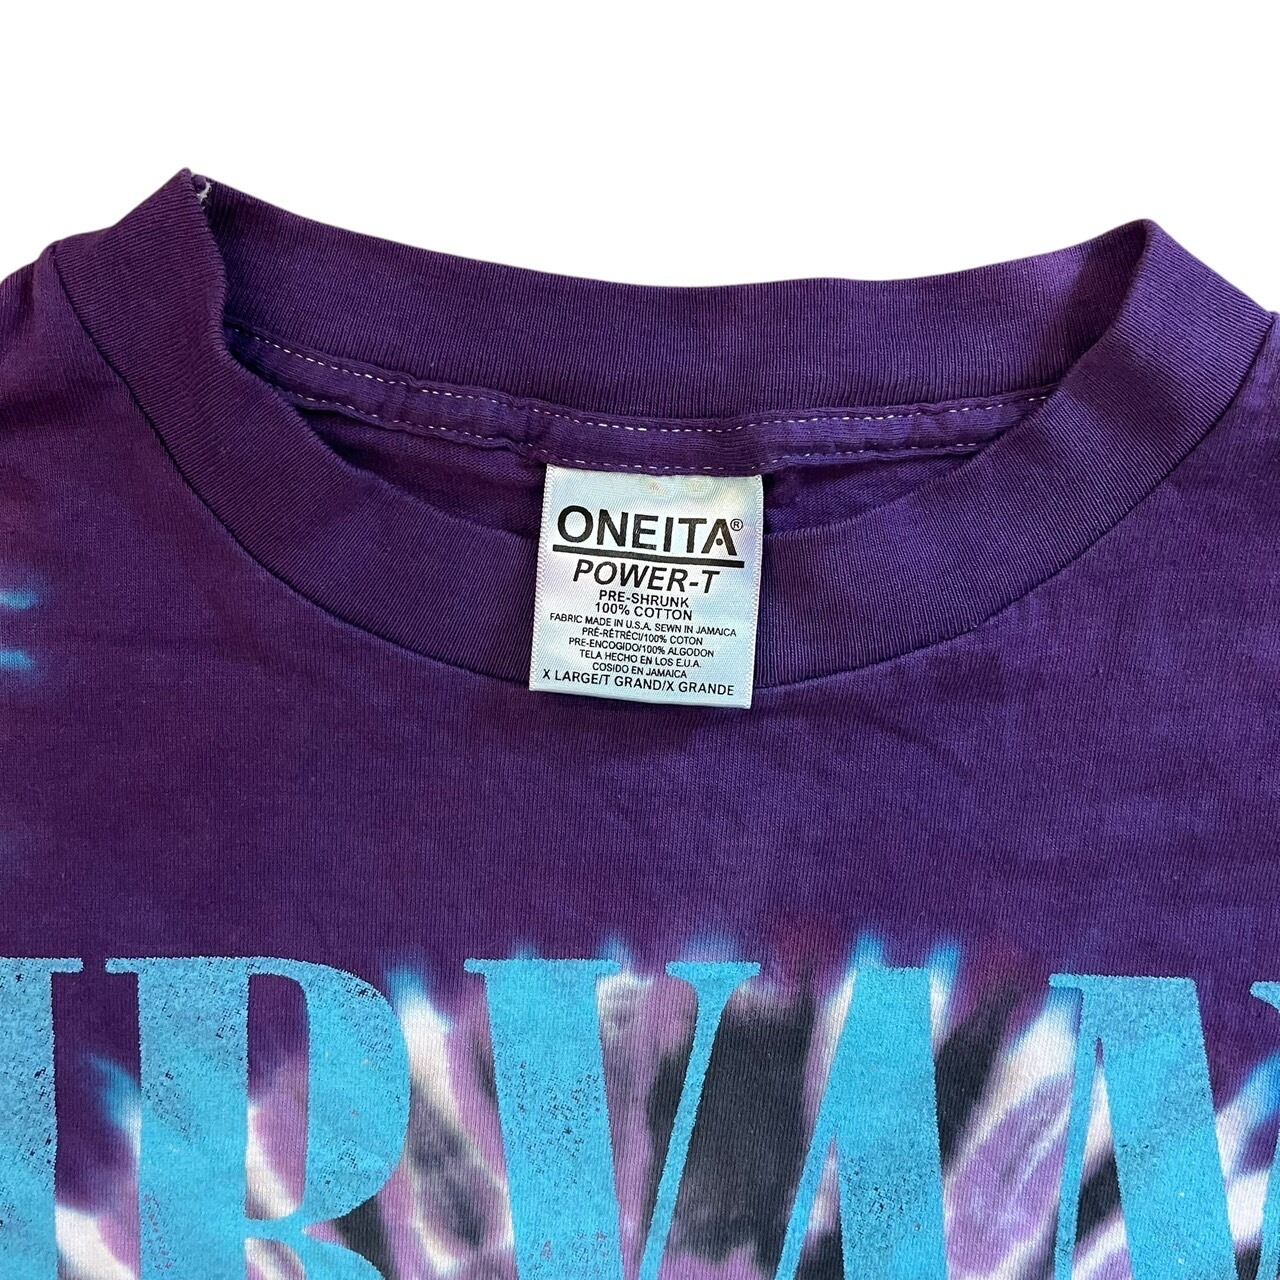 ONEITA®
POWER-T
PRE-SHRUNK
100% COTTON
FABRIC MADE IN U.S.A. SEWN IN JAMAICA
PRÉ-RÉTRÉCI/100% COTON
PRE-ENCOGIDO/100% ALGODON
TELA HECHO EN LOS E.U.A.
COSIDO EN JAMAICA
X LARGE/T GRAND/X GRANDE
IRVAN